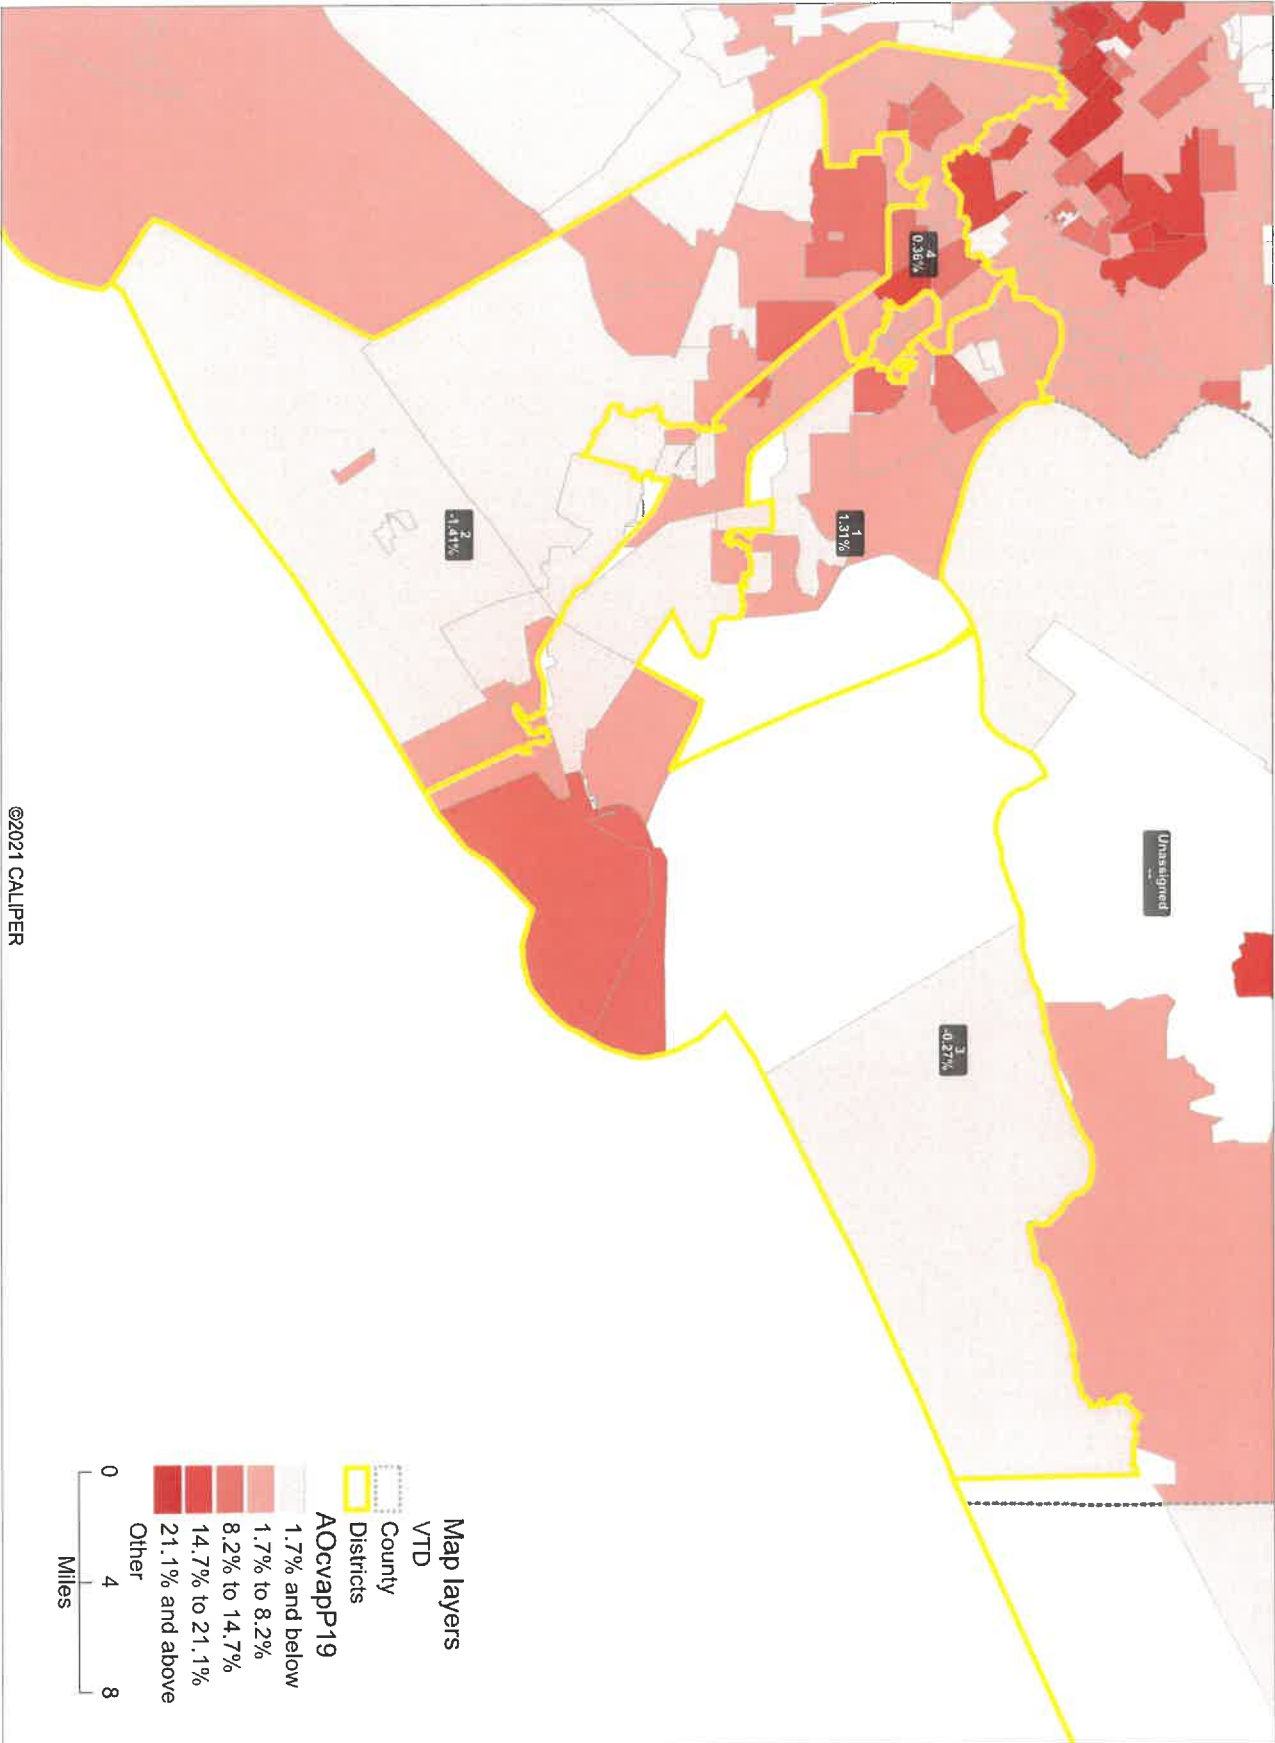 Unassigned
--
4
0.36%
1
1.31%
3
-0.27%
2
-1.41%
Map layers
VTD
County
Districts
AOcvapP19
1.7% and below
1.7% to 8.2%
8.2% to 14.7%
14.7% to 21.1%
21.1% and above
Other
0 4 8
Miles
©2021 CALIPER